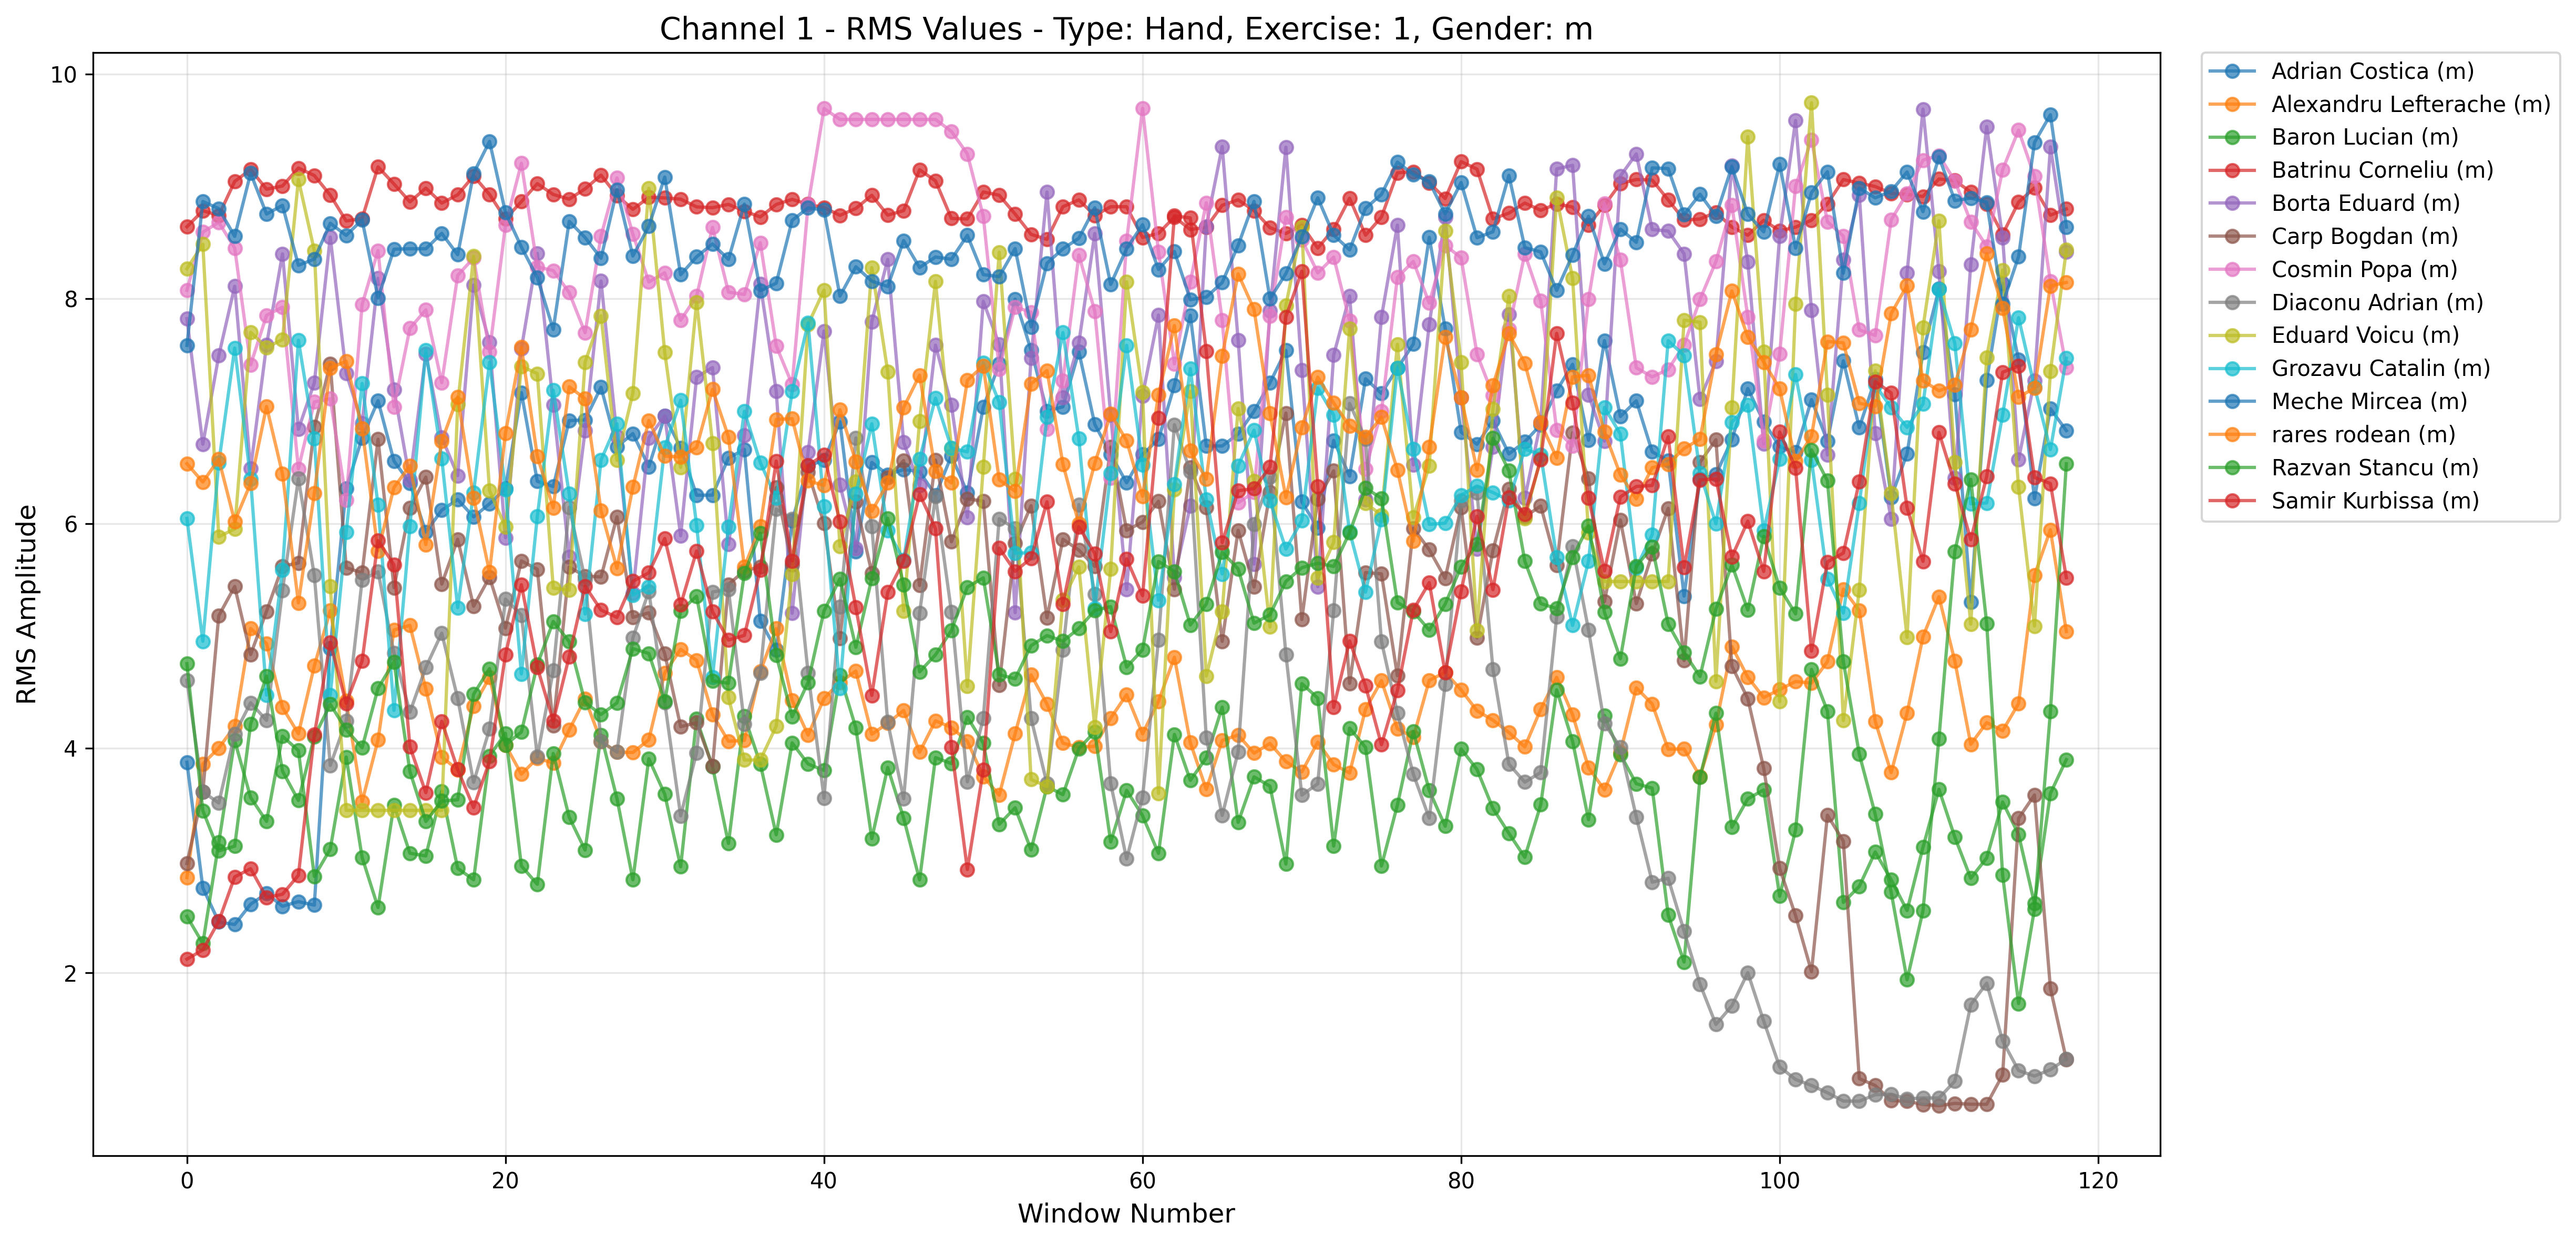 Channel 1 - RMS Values - Type: Hand, Exercise: 1, Gender: m
10
8
6
4
2
RMS Amplitude
0 20 40 60 80 100 120
Window Number
Adrian Costica (m)
Alexandru Lefterache (m)
Baron Lucian (m)
Batrinu Corneliu (m)
Borta Eduard (m)
Carp Bogdan (m)
Cosmin Popa (m)
Diaconu Adrian (m)
Eduard Voicu (m)
Grozavu Catalin (m)
Meche Mircea (m)
rares rodean (m)
Razvan Stancu (m)
Samir Kurbissa (m)